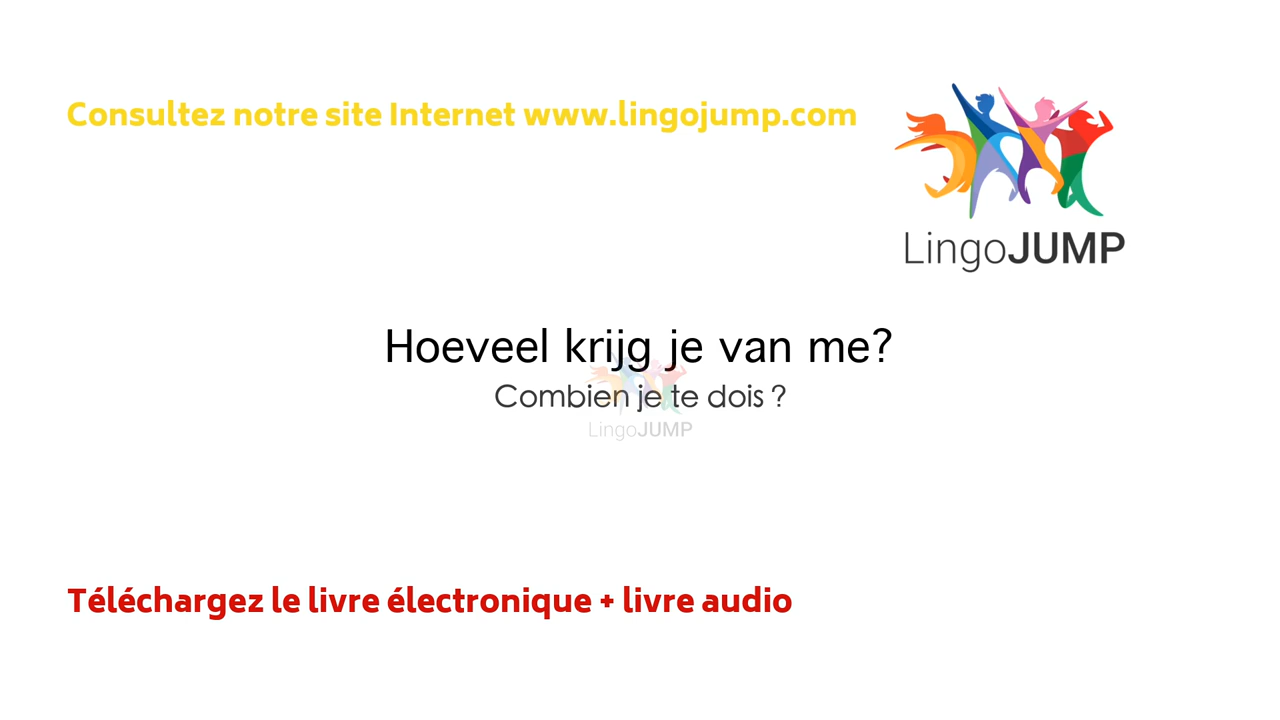 Consultez notre site Internet www.lingojump.com
LingoJUMP
Hoeveel krijg je van me?
Combien je te dois ?
LingoJUMP
Téléchargez le livre électronique + livre audio